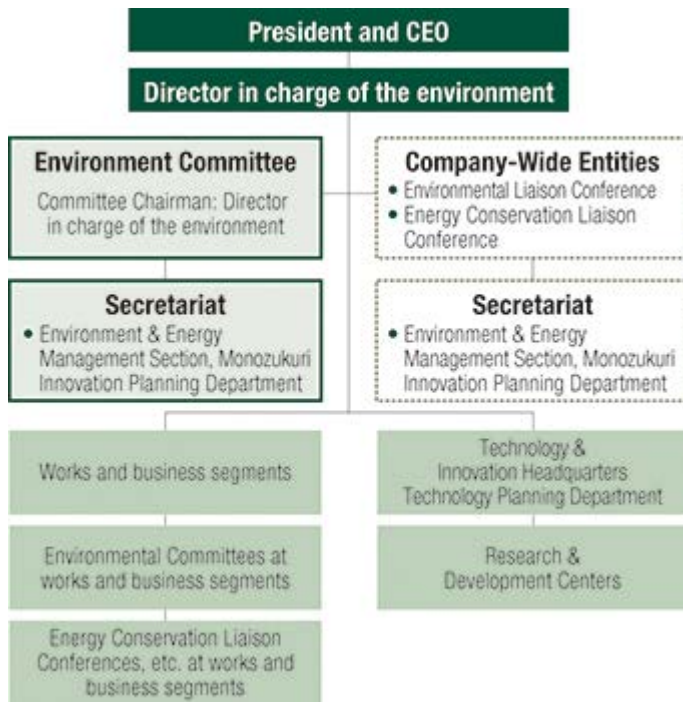 President and CEO
Director in charge of the environment
Environment Committee
Committee Chairman: Director
in charge of the environment
Company-Wide Entities
• Environmental Liaison Conference
• Energy Conservation Liaison
Conference
Secretariat
• Environment & Energy
Management Section, Monozukuri
Innovation Planning Department
Secretariat
• Environment & Energy
Management Section, Monozukuri
Innovation Planning Department
Works and business segments
Environmental Committees at
works and business segments
Energy Conservation Liaison
Conferences, etc. at works and
business segments
Technology &
Innovation Headquarters
Technology Planning Department
Research &
Development Centers